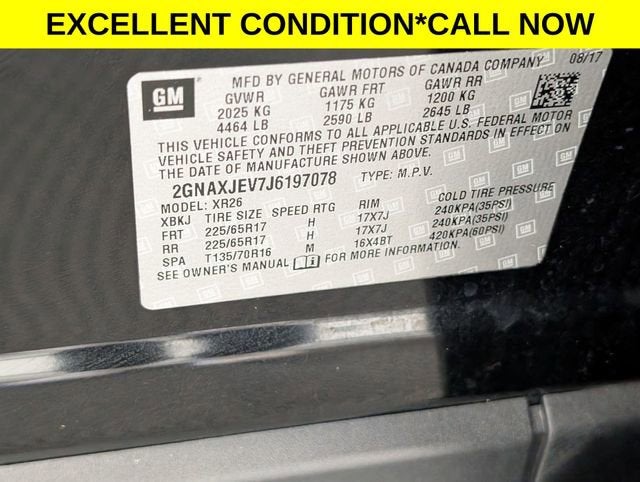 EXCELLENT CONDITION*CALL NOW
GM
MFD BY GENERAL MOTORS OF CANADA COMPANY 08/17
GVWR GAWR FRT GAWR RR
2025 KG 1175 KG 1200 KG
4464 LB 2590 LB 2645 LB
THIS VEHICLE CONFORMS TO ALL APPLICABLE U.S. FEDERAL MOTOR
VEHICLE SAFETY AND THEFT PREVENTION STANDARDS IN EFFECT ON
THE DATE OF MANUFACTURE SHOWN ABOVE.
2GNAXJEV7J6197078 TYPE: M.P.V.
MODEL: XR26
XBKJ TIRE SIZE SPEED RTG RIM COLD TIRE PRESSURE
FRT 225/65R17 H 17X7J 240KPA(35PSI)
RR 225/65R17 H 17X7J 240KPA(35PSI)
SPA T135/70R16 M 16X4BT 420KPA(60PSI)
SEE OWNER'S MANUAL FOR MORE INFORMATION.